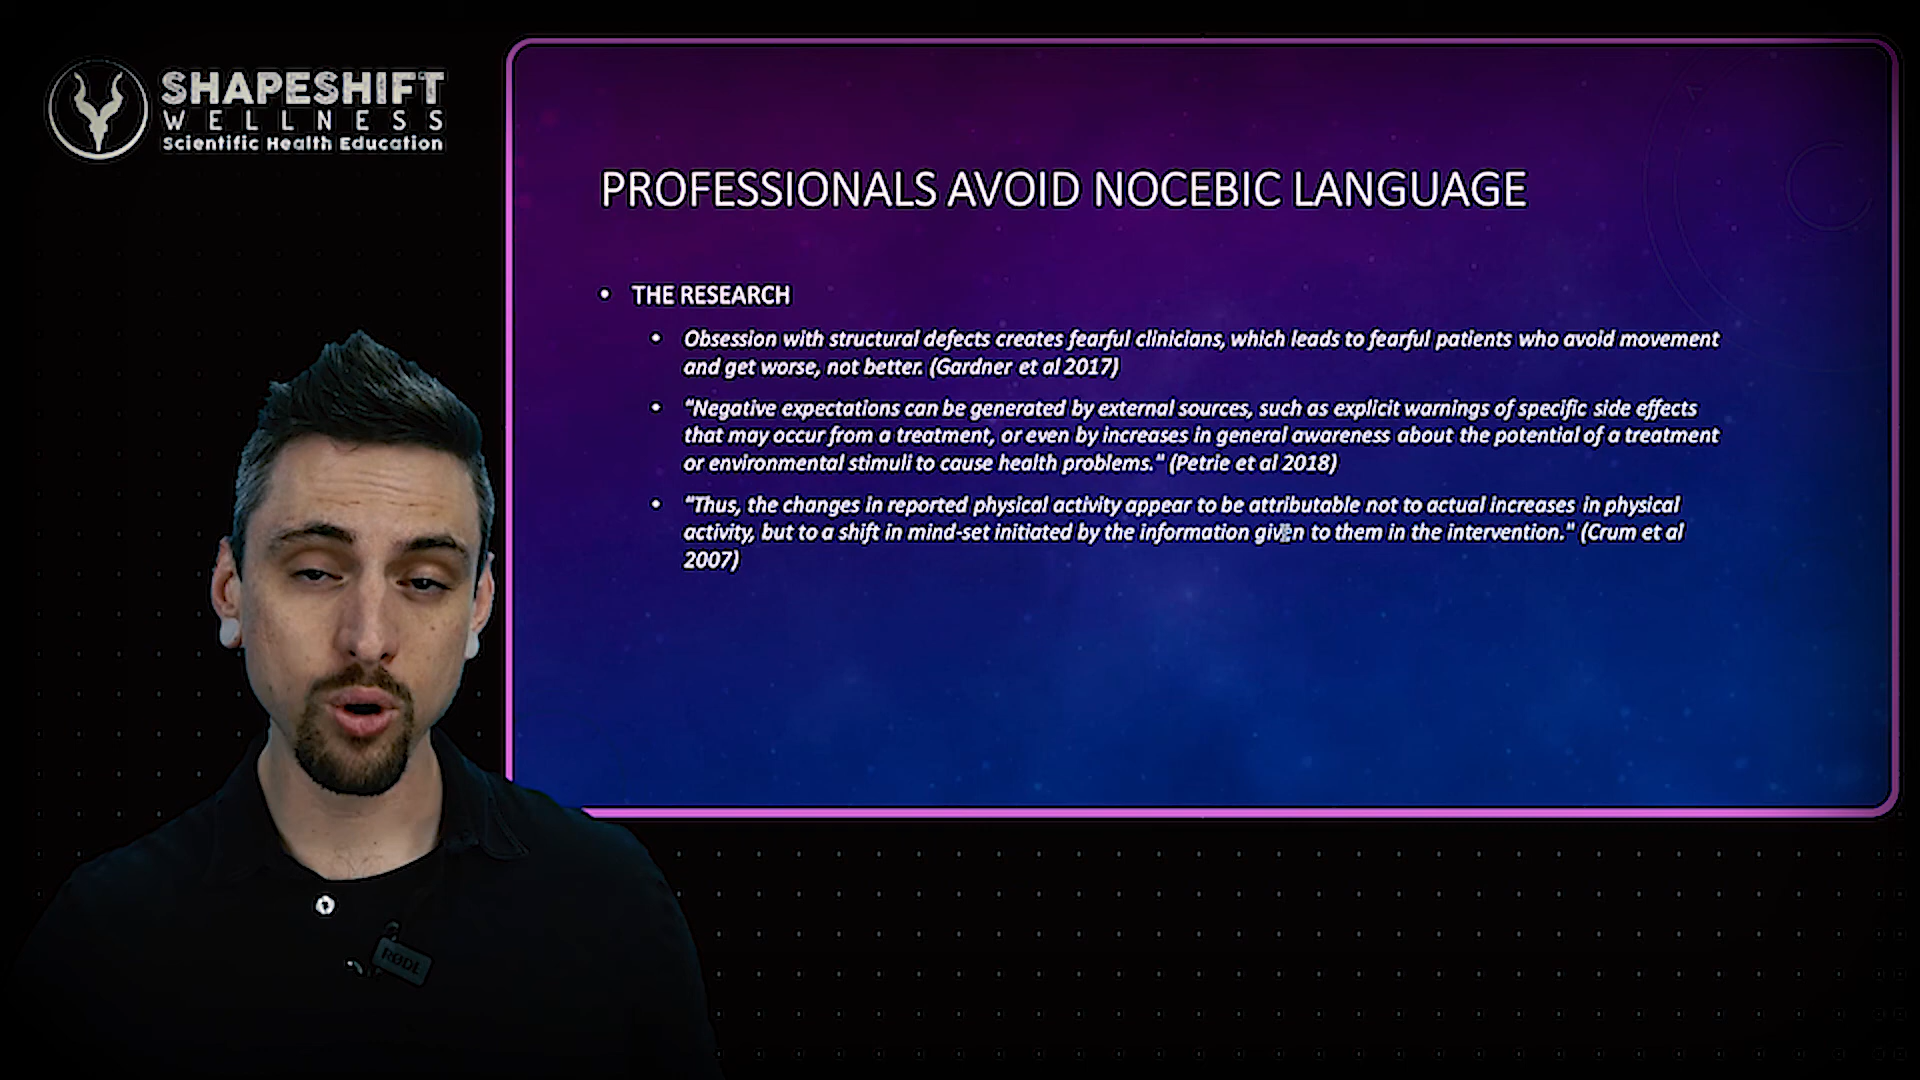 SHAPESHIFT
WELLNESS
Scientific Health Education
PROFESSIONALS AVOID NOCEBIC LANGUAGE
• THE RESEARCH
• Obsession with structural defects creates fearful clinicians, which leads to fearful patients who avoid movement
and get worse, not better. (Gardner et al 2017)
• "Negative expectations can be generated by external sources, such as explicit warnings of specific side effects
that may occur from a treatment, or even by increases in general awareness about the potential of a treatment
or environmental stimuli to cause health problems." (Petrie et al 2018)
• "Thus, the changes in reported physical activity appear to be attributable not to actual increases in physical
activity, but to a shift in mind-set initiated by the information given to them in the intervention." (Crum et al
2007)
RØDE